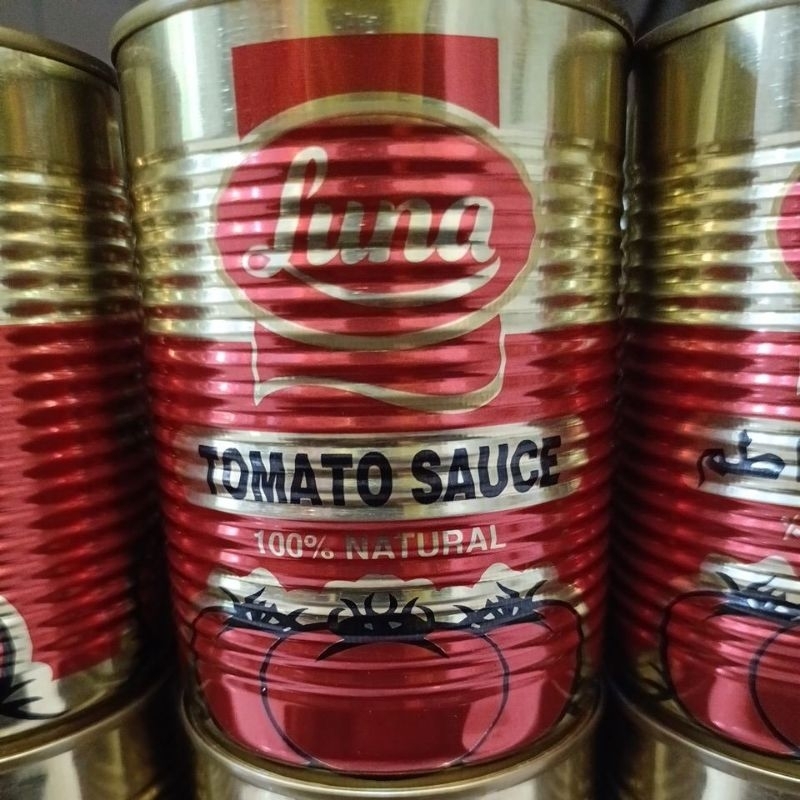 Luna
TOMATO SAUCE
100% NATURAL